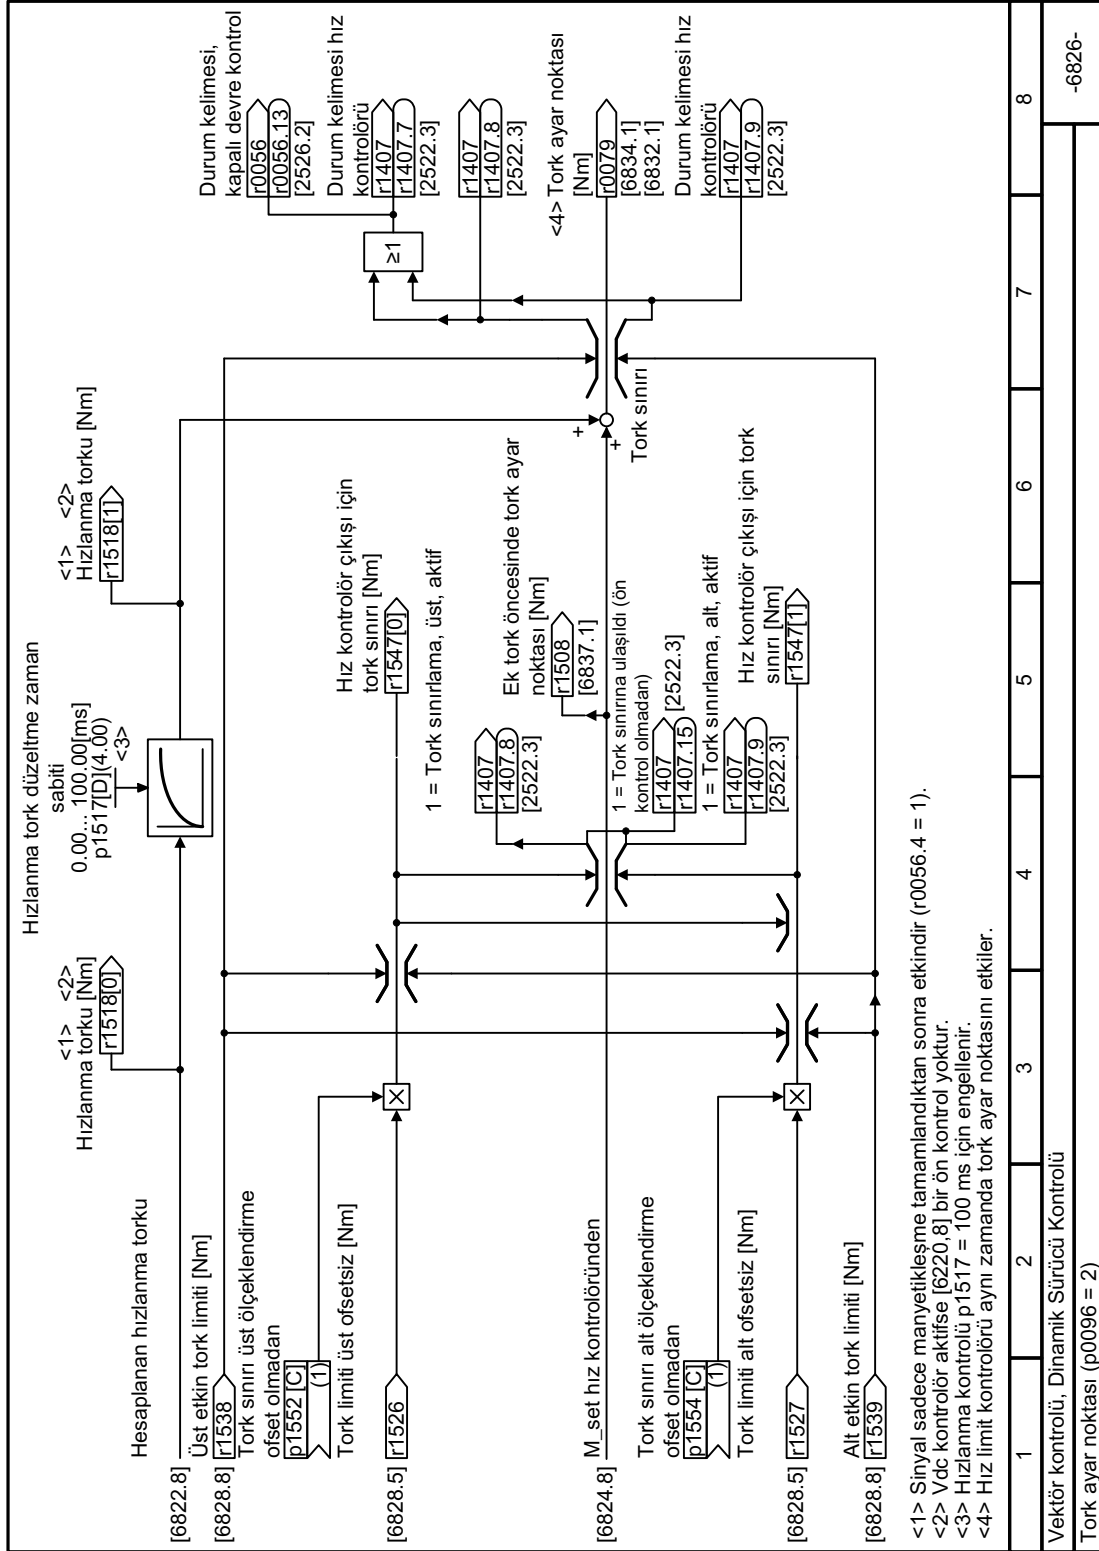 Hızlanma tork düzeltme zaman
sabiti
0.00... 100.00[ms]
p1517[D](4.00)
<3>
<1> <2>
Hızlanma torku [Nm]
r1518[0]
<1> <2>
Hızlanma torku [Nm]
r1518[1]
Hesaplanan hızlanma torku
[6822.8]
Üst etkin tork limiti [Nm]
[6828.8] r1538
Tork sınırı üst ölçeklendirme
ofset olmadan
p1552 [C]
(1)
Tork limiti üst ofsetsiz [Nm]
[6828.5] r1526
Hız kontrolör çıkışı için
tork sınırı [Nm]
r1547[0]
1 = Tork sınırlama, üst, aktif
r1407
r1407.8
[2522.3]
Ek tork öncesinde tork ayar
noktası [Nm]
r1508
[6837.1]
M_set hız kontrolöründen
[6824.8]
1 = Tork sınırına ulaşıldı (ön
kontrol olmadan)
r1407
r1407.15
[2522.3]
1 = Tork sınırlama, alt, aktif
r1407
r1407.9
[2522.3]
Tork sınırı alt ölçeklendirme
ofset olmadan
p1554 [C]
(1)
Tork limiti alt ofsetsiz [Nm]
[6828.5] r1527
Hız kontrolör çıkışı için tork
sınırı [Nm]
r1547[1]
Alt etkin tork limiti [Nm]
[6828.8] r1539
+
+
Tork sınırı
≥1
Durum kelimesi,
kapalı devre kontrol
r0056
r0056.13
[2526.2]
Durum kelimesi hız
kontrolörü
r1407
r1407.7
[2522.3]
r1407
r1407.8
[2522.3]
<4> Tork ayar noktası
[Nm]
r0079
[6834.1]
[6832.1]
Durum kelimesi hız
kontrolörü
r1407
r1407.9
[2522.3]
<1> Sinyal sadece manyetikleşme tamamlandıktan sonra etkindir (r0056.4 = 1).
<2> Vdc kontrolör aktifse [6220,8] bir ön kontrol yoktur.
<3> Hızlanma kontrolü p1517 = 100 ms için engellenir.
<4> Hız limit kontrolörü aynı zamanda tork ayar noktasını etkiler.
1 2 3 4 5 6 7 8
Vektör kontrolü, Dinamik Sürücü Kontrolü
Tork ayar noktası (p0096 = 2)
-6826-